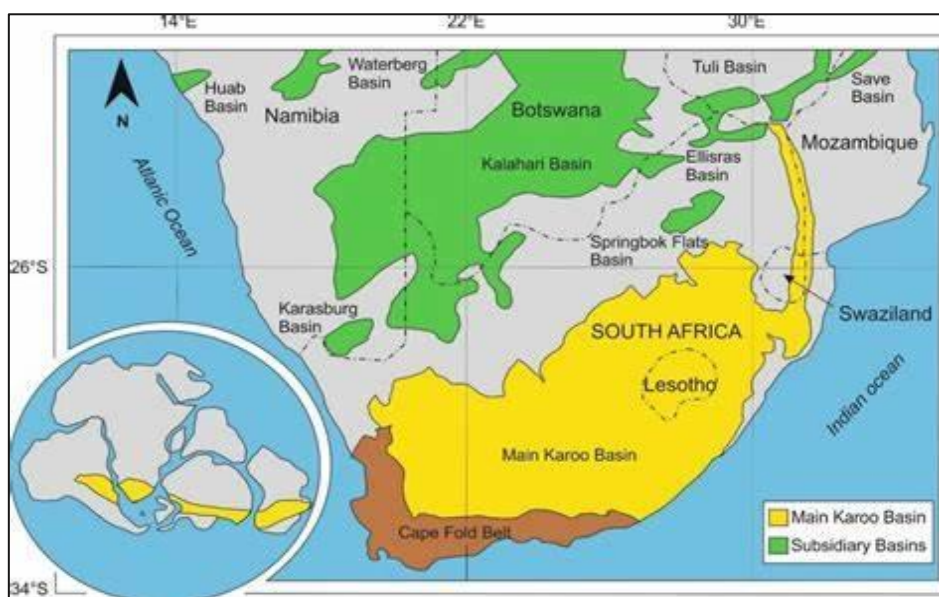 14°E
22°E
30°E
Huab
Basin
Waterberg
Basin
Namibia
Botswana
Kalahari Basin
Tuli Basin
Save
Basin
Mozambique
Ellisras
Basin
N
Atlanic Ocean
Springbok Flats
Basin
26°S
Karasburg
Basin
SOUTH AFRICA
Swaziland
Lesotho
Indian ocean
Main Karoo Basin
Cape Fold Belt
Main Karoo Basin
Subsidiary Basins
34°S